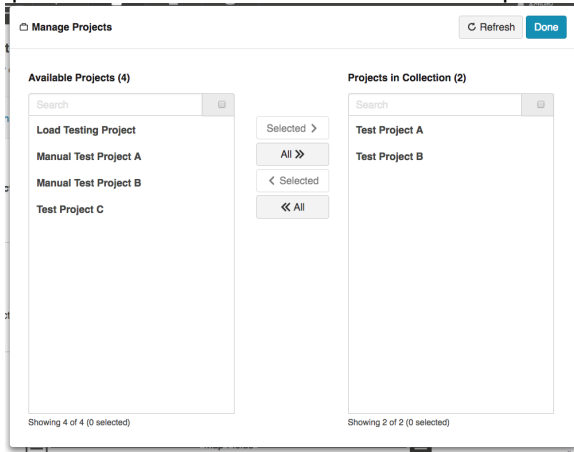 Manage Projects
Refresh
Done
Available Projects (4)
Projects in Collection (2)
Search
Search
Load Testing Project
Manual Test Project A
Manual Test Project B
Test Project C
Selected
All
Selected
All
Test Project A
Test Project B
Showing 4 of 4 (0 selected)
Showing 2 of 2 (0 selected)